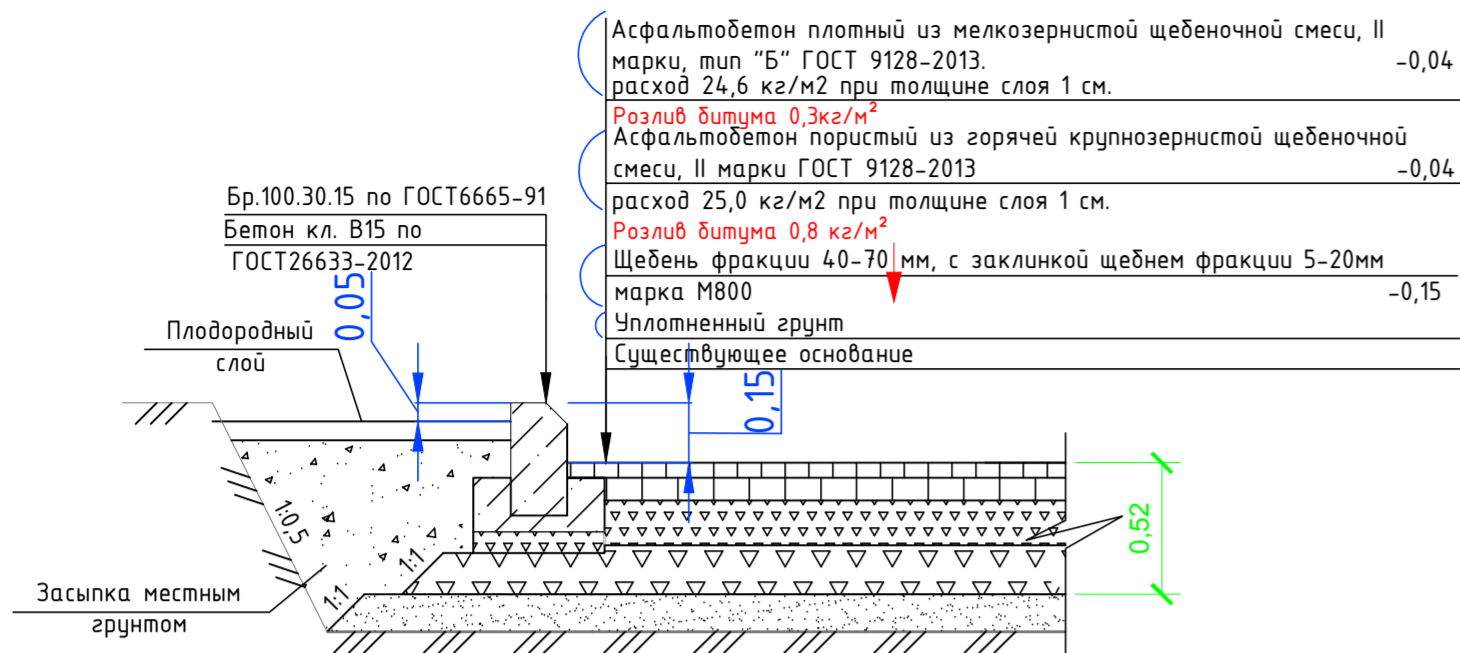 Асфальтобетон плотный из мелкозернистой щебеночной смеси, II
марки, тип "Б" ГОСТ 9128-2013. -0,04
расход 24,6 кг/м2 при толщине слоя 1 см.
Розлив битума 0,3кг/м²
Асфальтобетон пористый из горячей крупнозернистой щебеночной
смеси, II марки ГОСТ 9128-2013 -0,04
расход 25,0 кг/м2 при толщине слоя 1 см.
Розлив битума 0,8 кг/м²
Щебень фракции 40-70 мм, с заклинкой щебнем фракции 5-20мм
марка М800 -0,15
Уплотненный грунт
Существующее основание
Бр.100.30.15 по ГОСТ6665-91
Бетон кл. В15 по
ГОСТ26633-2012
0,05
Плодородный
слой
0,15
0,52
1:0,5
1:1
1:1
Засыпка местным
грунтом